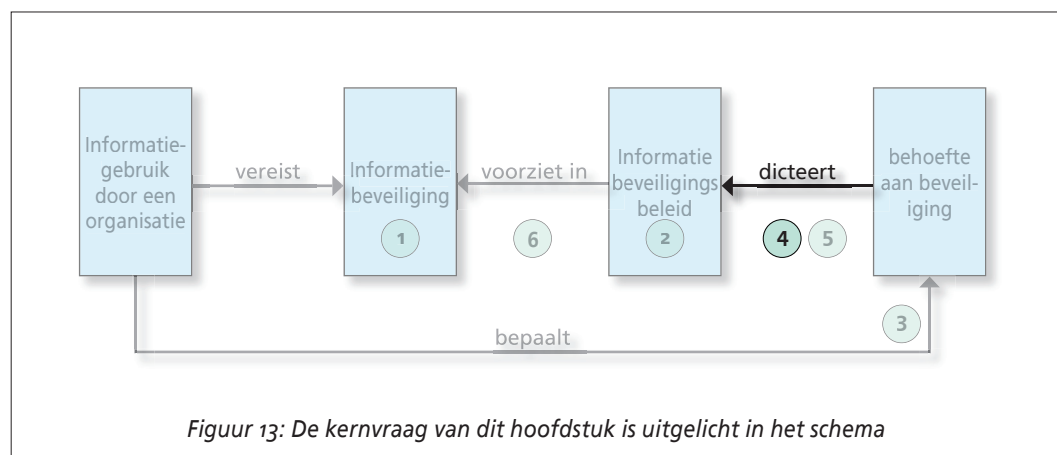 Informatie-
gebruik
door een
organisatie
vereist
Informatie-
beveiliging
1
voorziet in
6
Informatie
beveiligings
beleid
2
dicteert
4
5
behoefte
aan beveil-
iging
3
bepaalt
Figuur 13: De kernvraag van dit hoofdstuk is uitgelicht in het schema